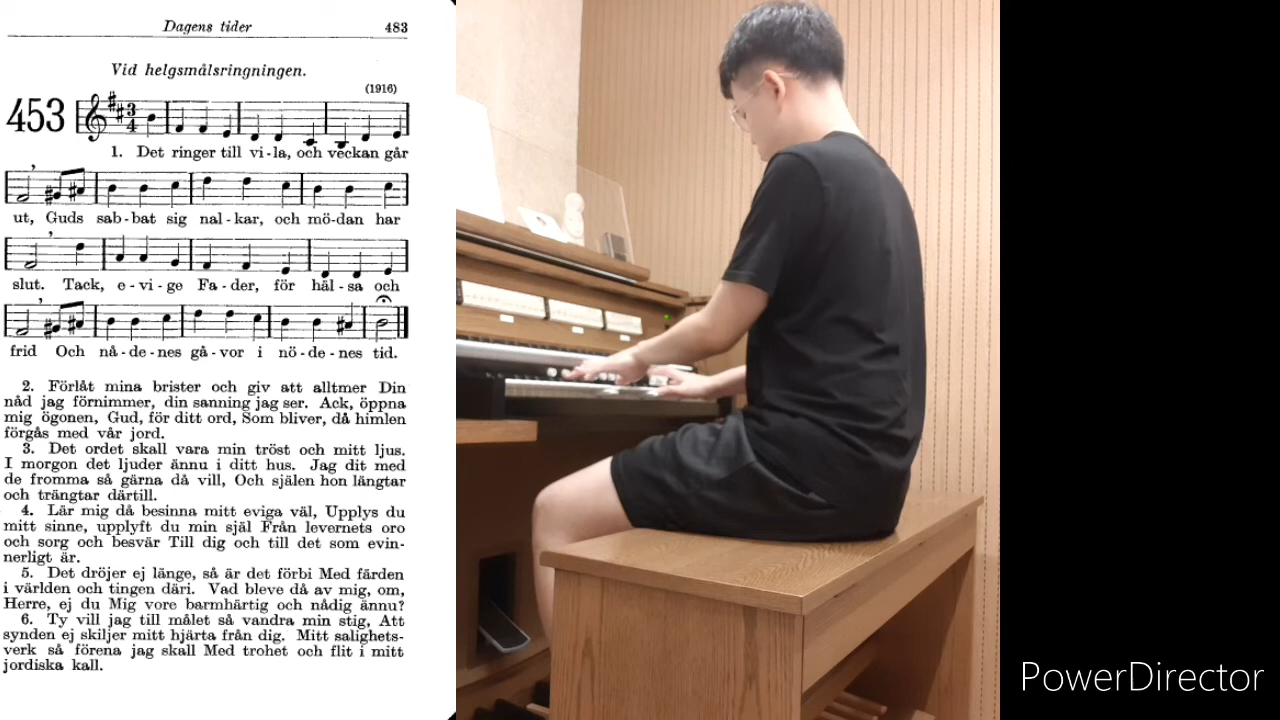 Dagens tider 483
Vid helgsmålsringningen.
(1916)
453
1. Det ringer till vi-la, och veckan går
ut, Guds sab-bat sig nal-kar, och mö-dan har
slut. Tack, e-vi-ge Fa-der, för häl-sa och
frid Och nå-de-nes gå-vor i nö-de-nes tid.
2. Förlåt mina brister och giv att alltmer Din
nåd jag förnimmer, din sanning jag ser. Ack, öppna
mig ögonen, Gud, för ditt ord, Som bliver, då himlen
förgås med vår jord.
3. Det ordet skall vara min tröst och mitt ljus.
I morgon det ljuder ännu i ditt hus. Jag dit med
de fromma så gärna då vill, Och själen hon längtar
och trängtar därtill.
4. Lär mig då besinna mitt eviga väl, Upplys du
mitt sinne, upplyft du min själ Från levernets oro
och sorg och besvär Till dig och till det som evin-
nerligt är.
5. Det dröjer ej länge, så är det förbi Med färden
i världen och tingen däri. Vad bleve då av mig, om,
Herre, ej du Mig vore barmhärtig och nådig ännu?
6. Ty vill jag till målet så vandra min stig, Att
synden ej skiljer mitt hjärta från dig. Mitt salighets-
verk så förena jag skall Med trohet och flit i mitt
jordiska kall.
PowerDirector